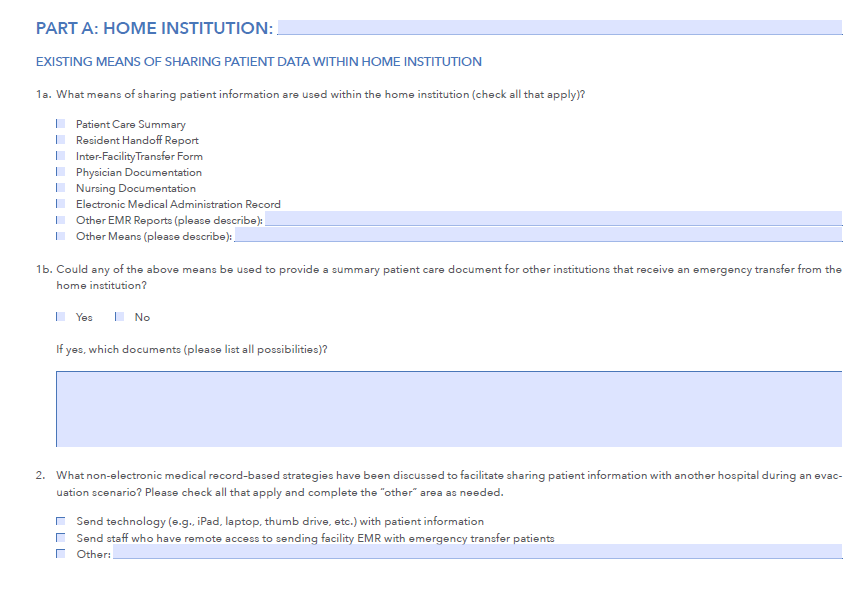 PART A: HOME INSTITUTION:
EXISTING MEANS OF SHARING PATIENT DATA WITHIN HOME INSTITUTION
1a. What means of sharing patient information are used within the home institution (check all that apply)?
Patient Care Summary
Resident Handoff Report
Inter-FacilityTransfer Form
Physician Documentation
Nursing Documentation
Electronic Medical Administration Record
Other EMR Reports (please describe):
Other Means (please describe):
1b. Could any of the above means be used to provide a summary patient care document for other institutions that receive an emergency transfer from the
home institution?
Yes No
If yes, which documents (please list all possibilities)?
2. What non-electronic medical record–based strategies have been discussed to facilitate sharing patient information with another hospital during an evac-
uation scenario? Please check all that apply and complete the “other” area as needed.
Send technology (e.g., iPad, laptop, thumb drive, etc.) with patient information
Send staff who have remote access to sending facility EMR with emergency transfer patients
Other: